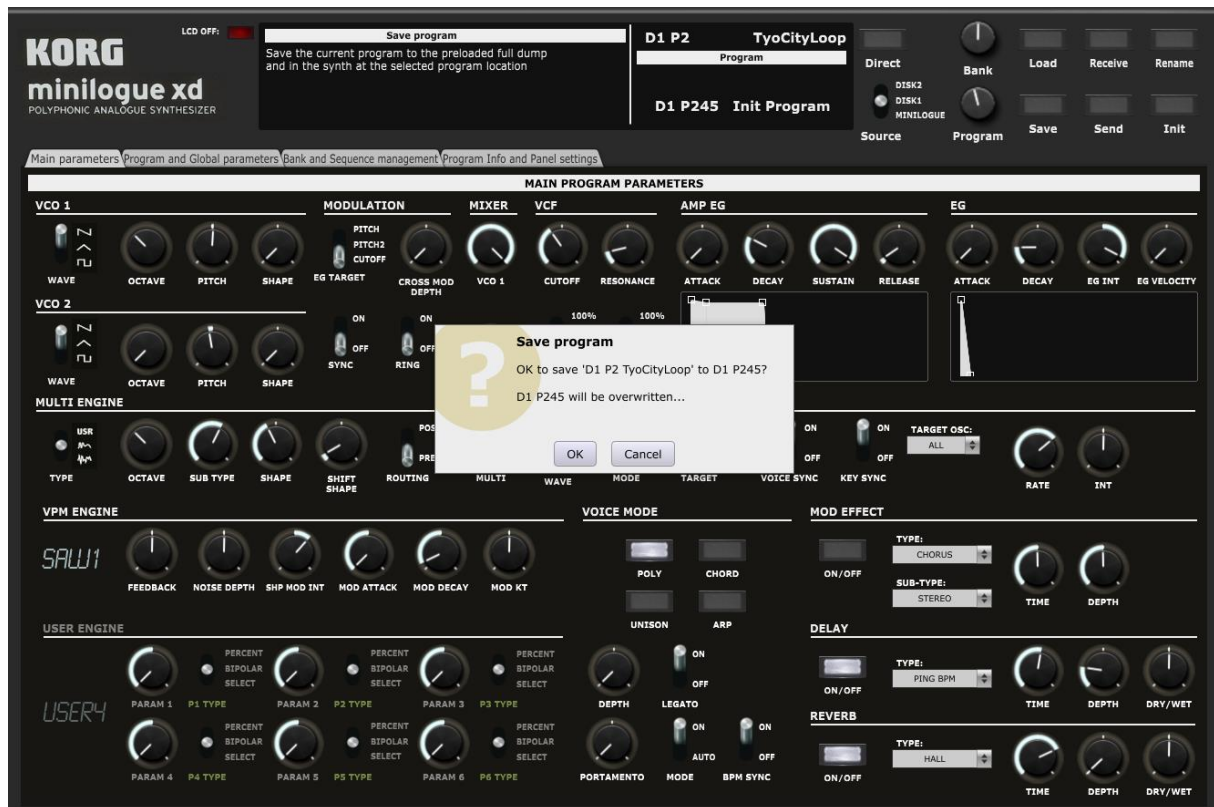 KORG
minilogue xd
POLYPHONIC ANALOGUE SYNTHESIZER
LCD OFF:
Save program
Save the current program to the preloaded full dump
and in the synth at the selected program location
D1 P2 TyoCityLoop
Program
D1 P245 Init Program
Direct
Bank
Load
Receive
Rename
DISK2
DISK1
MINILOGUE
Source
Program
Save
Send
Init
Main parameters
Program and Global parameters
Bank and Sequence management
Program Info and Panel settings
MAIN PROGRAM PARAMETERS
VCO 1
MODULATION
MIXER
VCF
AMP EG
EG
PITCH
PITCH2
CUTOFF
WAVE
OCTAVE
PITCH
SHAPE
EG TARGET
CROSS MOD
DEPTH
VCO 1
CUTOFF
RESONANCE
ATTACK
DECAY
SUSTAIN
RELEASE
ATTACK
DECAY
EG INT
EG VELOCITY
VCO 2
ON
OFF
SYNC
ON
OFF
RING
100%
100%
WAVE
OCTAVE
PITCH
SHAPE
Save program
OK to save 'D1 P2 TyoCityLoop' to D1 P245?
D1 P245 will be overwritten...
OK
Cancel
MULTI ENGINE
USR
TYPE
OCTAVE
SUB TYPE
SHAPE
SHIFT
SHAPE
PRE
ROUTING
MULTI
WAVE
MODE
TARGET
ON
OFF
VOICE SYNC
ON
OFF
KEY SYNC
TARGET OSC:
ALL
RATE
INT
VPM ENGINE
SAW1
FEEDBACK
NOISE DEPTH
SHP MOD INT
MOD ATTACK
MOD DECAY
MOD KT
VOICE MODE
POLY
CHORD
UNISON
ARP
MOD EFFECT
ON/OFF
TYPE:
CHORUS
SUB-TYPE:
STEREO
TIME
DEPTH
USER ENGINE
USER4
PERCENT
BIPOLAR
SELECT
PERCENT
BIPOLAR
SELECT
PERCENT
BIPOLAR
SELECT
PARAM 1
P1 TYPE
PARAM 2
P2 TYPE
PARAM 3
P3 TYPE
PERCENT
BIPOLAR
SELECT
PERCENT
BIPOLAR
SELECT
PERCENT
BIPOLAR
SELECT
PARAM 4
P4 TYPE
PARAM 5
P5 TYPE
PARAM 6
P6 TYPE
DEPTH
ON
OFF
LEGATO
PORTAMENTO
ON
AUTO
MODE
ON
OFF
BPM SYNC
DELAY
ON/OFF
TYPE:
PING BPM
TIME
DEPTH
DRY/WET
REVERB
ON/OFF
TYPE:
HALL
TIME
DEPTH
DRY/WET